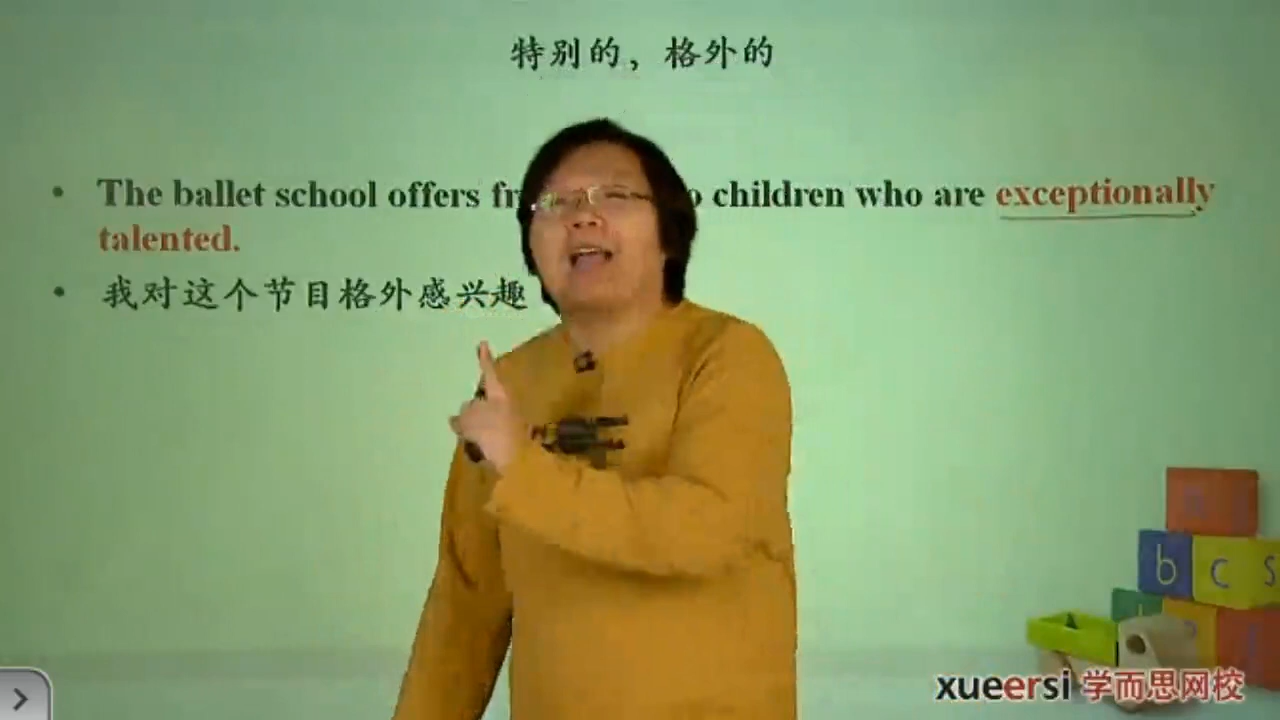 特别的，格外的
• The ballet school offers children who are exceptionally
talented.
• 我对这个节目格外感兴趣
b c s
xueersi 学而思网校